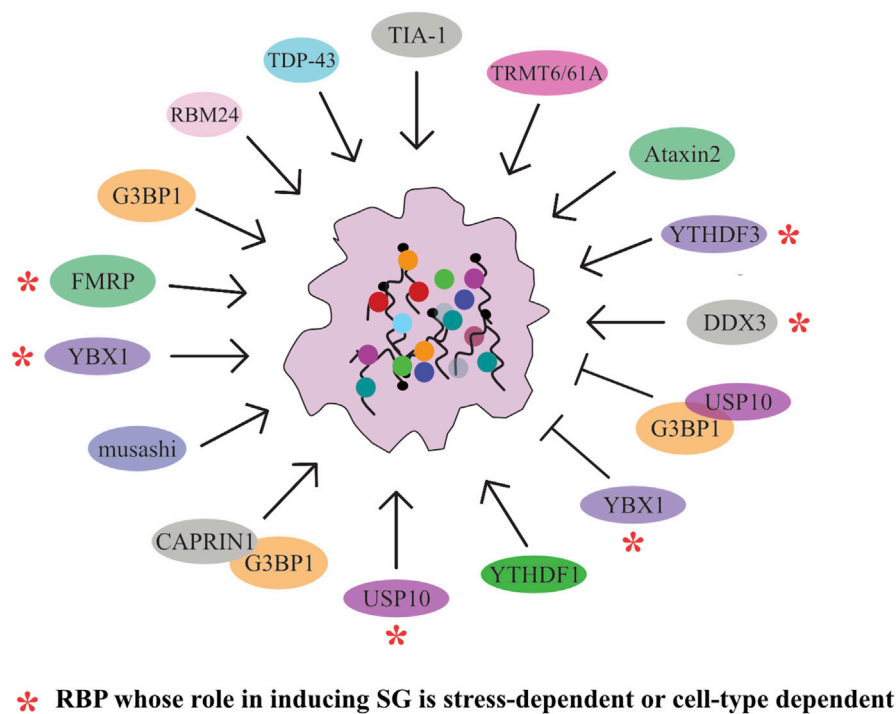 TIA-1
TDP-43
TRMT6/61A
RBM24
Ataxin2
G3BP1
YTHDF3 *
* FMRP
DDX3 *
* YBX1
USP10
G3BP1
musashi
YBX1
*
CAPRIN1
G3BP1
YTHDF1
USP10
*
* RBP whose role in inducing SG is stress-dependent or cell-type dependent